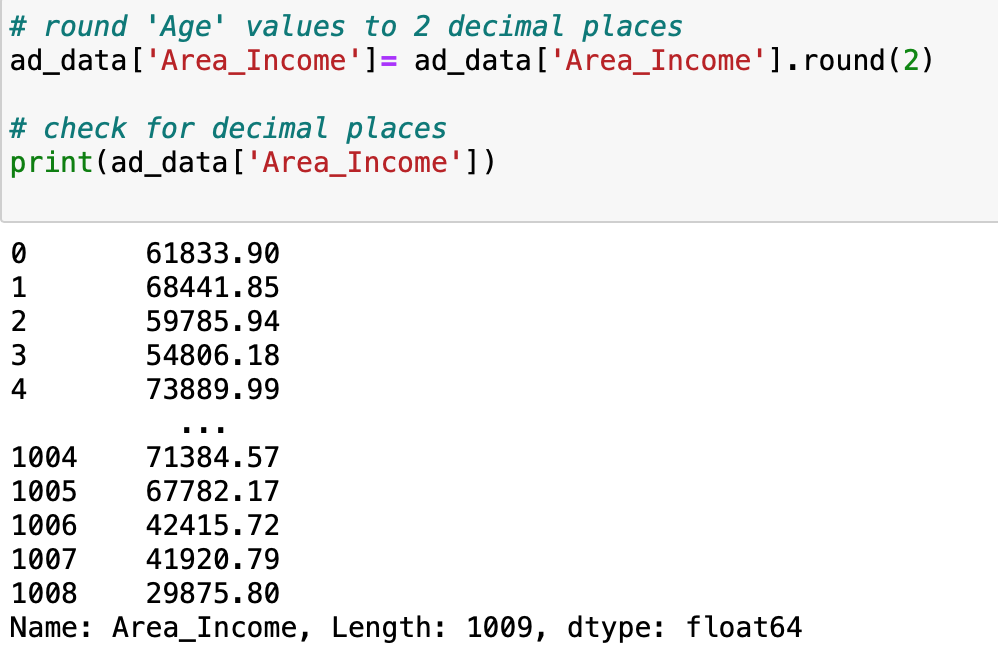 # round 'Age' values to 2 decimal places
ad_data['Area_Income']= ad_data['Area_Income'].round(2)
# check for decimal places
print(ad_data['Area_Income'])
0       61833.90
1       68441.85
2       59785.94
3       54806.18
4       73889.99
          ...
1004    71384.57
1005    67782.17
1006    42415.72
1007    41920.79
1008    29875.80
Name: Area_Income, Length: 1009, dtype: float64